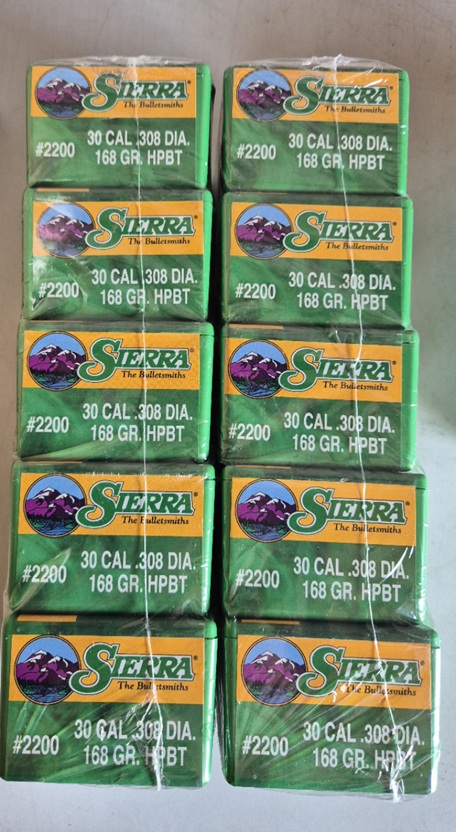 SIERRA®
The Bulletsmiths
#2200
30 CAL .308 DIA.
168 GR. HPBT
SIERRA®
The Bulletsmiths
#2200
30 CAL .308 DIA.
168 GR. HPBT
SIERRA®
The Bulletsmiths
#2200
30 CAL .308 DIA.
168 GR. HPBT
SIERRA®
The Bulletsmiths
#2200
30 CAL .308 DIA.
168 GR. HPBT
SIERRA®
The Bulletsmiths
#2200
30 CAL .308 DIA.
168 GR. HPBT
SIERRA®
The Bulletsmiths
#2200
30 CAL .308 DIA.
168 GR. HPBT
SIERRA®
The Bulletsmiths
#2200
30 CAL .308 DIA.
168 GR. HPBT
SIERRA®
The Bulletsmiths
#2200
30 CAL .308 DIA.
168 GR. HPBT
SIERRA®
The Bulletsmiths
#2200
30 CAL .308 DIA.
168 GR. HPBT
SIERRA®
The Bulletsmiths
#2200
30 CAL .308 DIA.
168 GR. HPBT